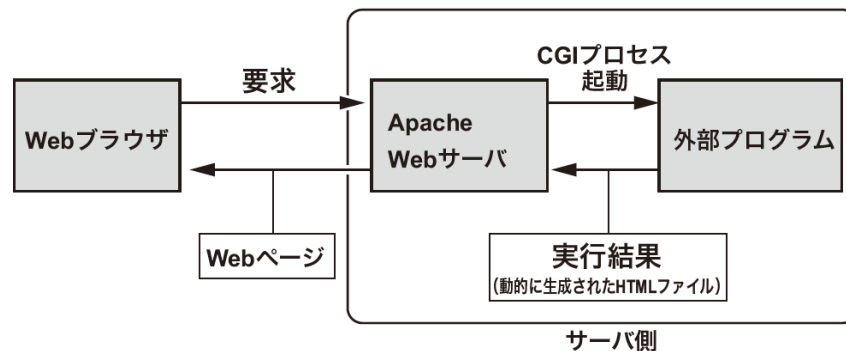 CGIプロセス
起動
要求
Webブラウザ
Apache
Webサーバ
外部プログラム
Webページ
実行結果
(動的に生成されたHTMLファイル)
サーバ側